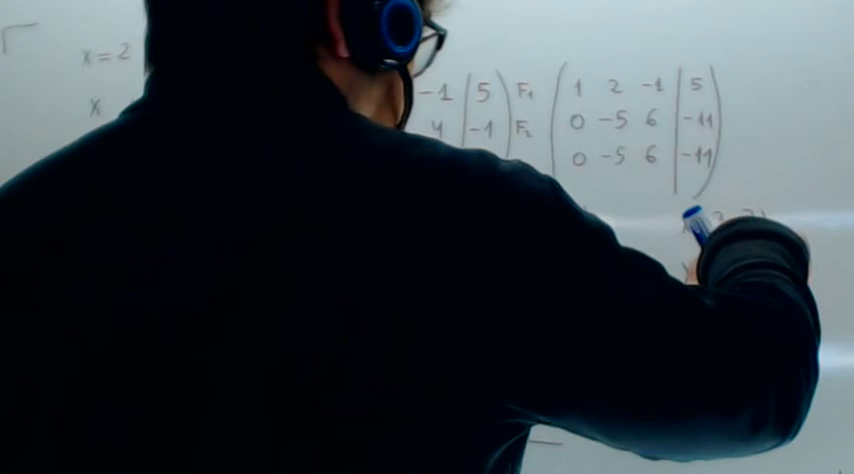 x = 2
x
-1 | 5 ) F₁ ( 1 2 -1 | 5 )
4 | -1 ) F₂ ( 0 -5 6 | -11 )
( 0 -5 6 | -11 )